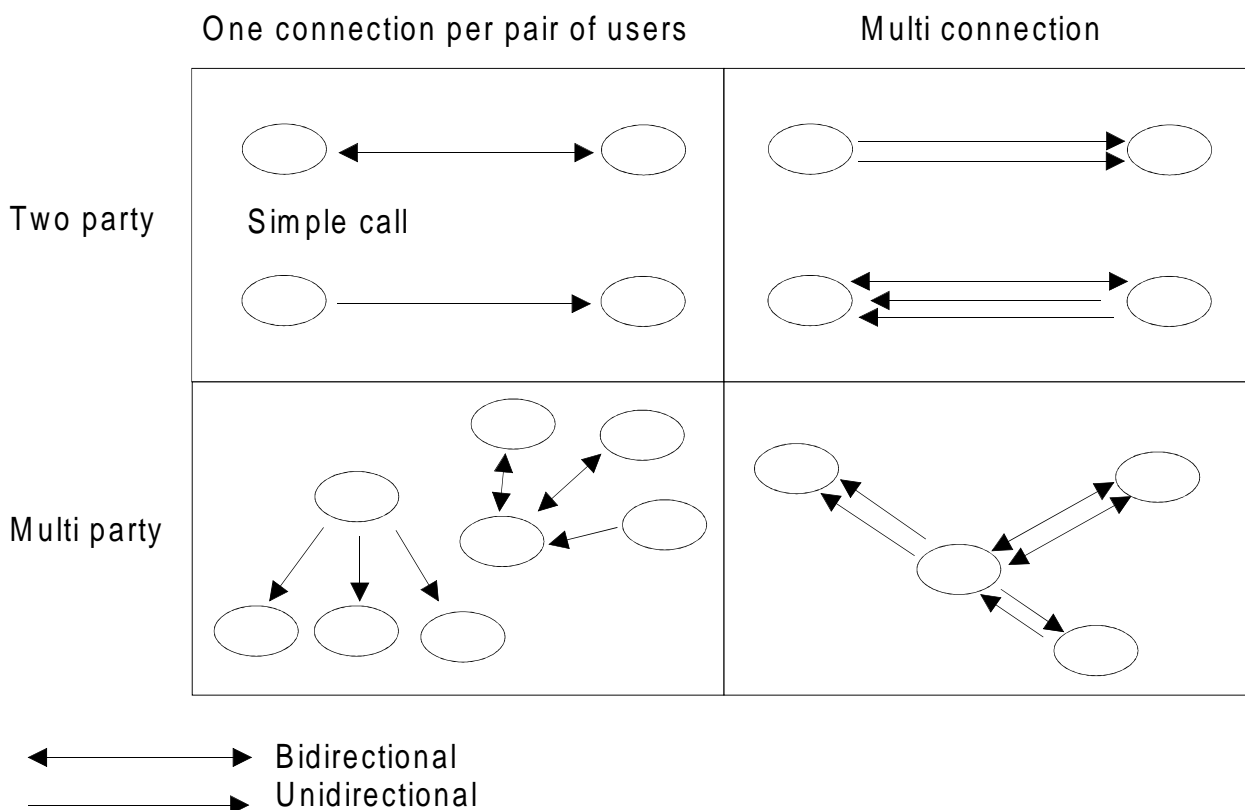 One connection per pair of users
Multi connection
Two party
Simple call
Multi party
Bidirectional
Unidirectional